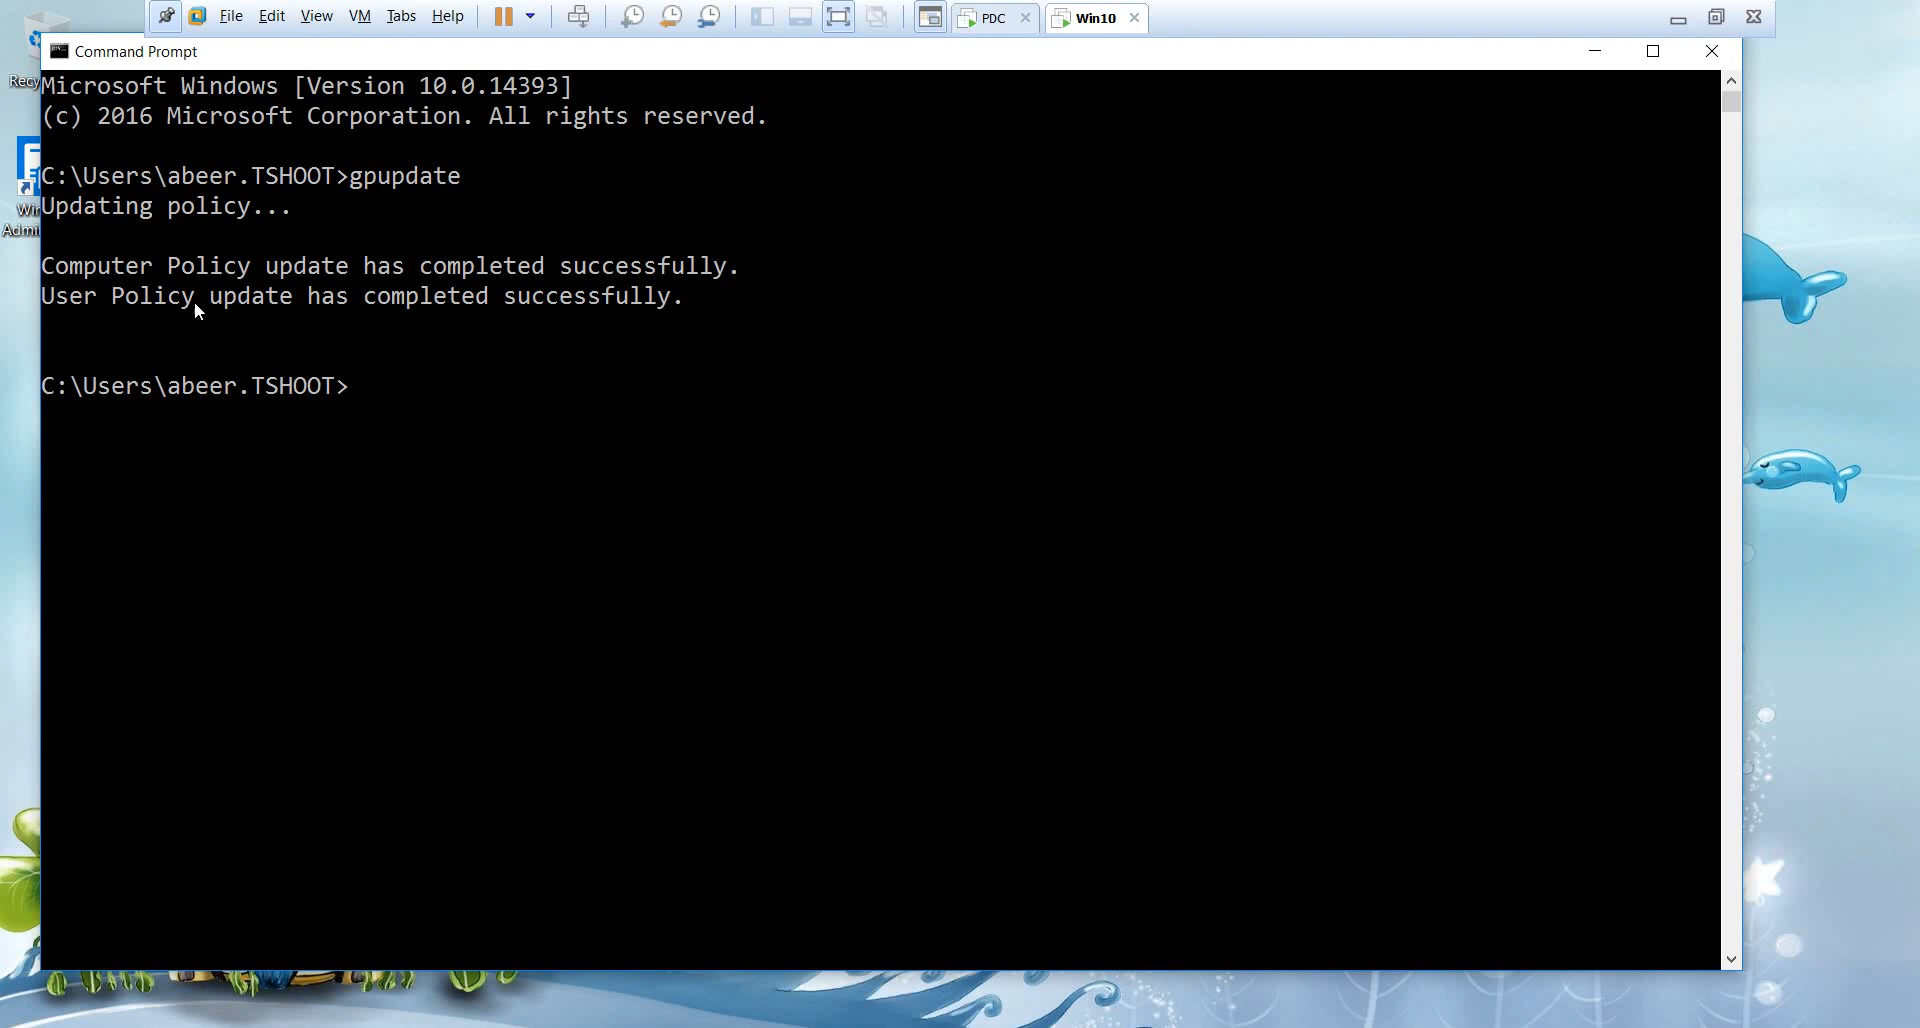 File Edit View VM Tabs Help PDC Win10
Command Prompt
Microsoft Windows [Version 10.0.14393]
(c) 2016 Microsoft Corporation. All rights reserved.
C:\Users\abeer.TSHOOT>gpupdate
Updating policy...
Computer Policy update has completed successfully.
User Policy update has completed successfully.
C:\Users\abeer.TSHOOT>